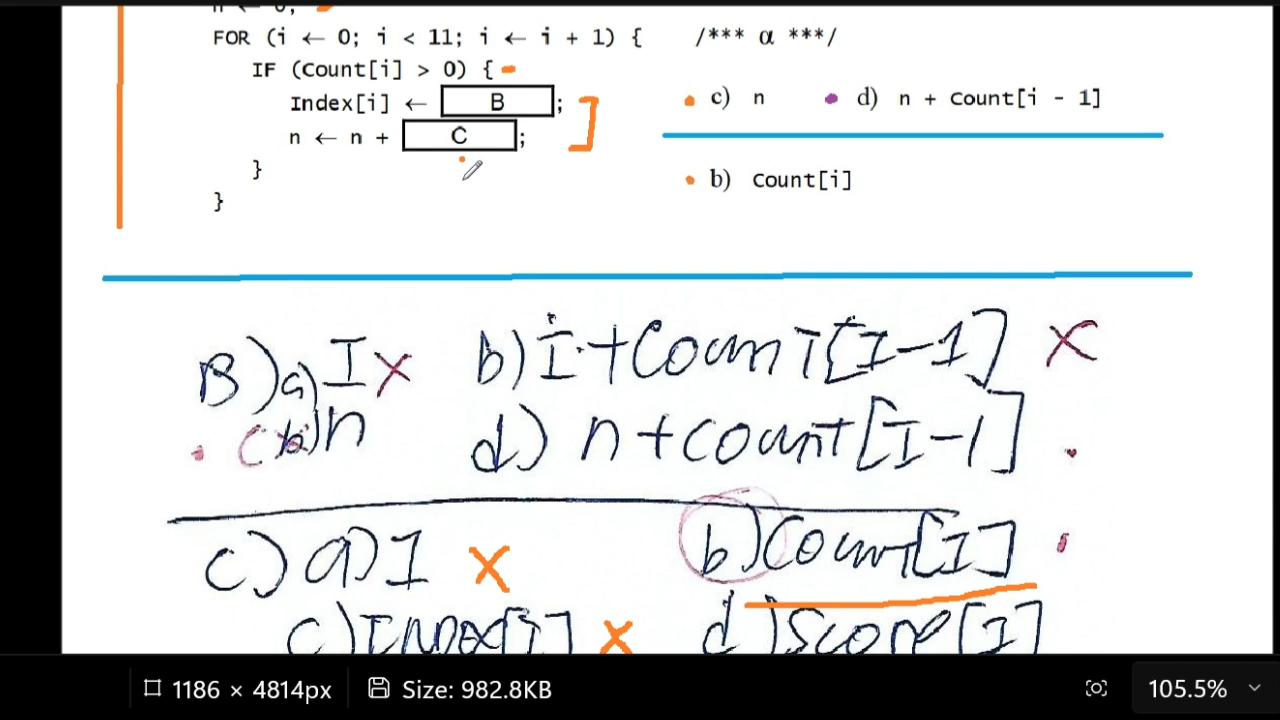 FOR (i ← 0; i < 11; i ← i + 1) { /*** α ***/
IF (Count[i] > 0) {
Index[i] ← B ;
n ← n + C ;
}
}
c) n d) n + Count[i - 1]
b) Count[i]
B) a) I b) I + Count[I-1]
(b) n d) n + count[I-1]
C) a) I b) Count[I]
c) Index[i] d) Score[I]
1186 × 4814px Size: 982.8KB 105.5%